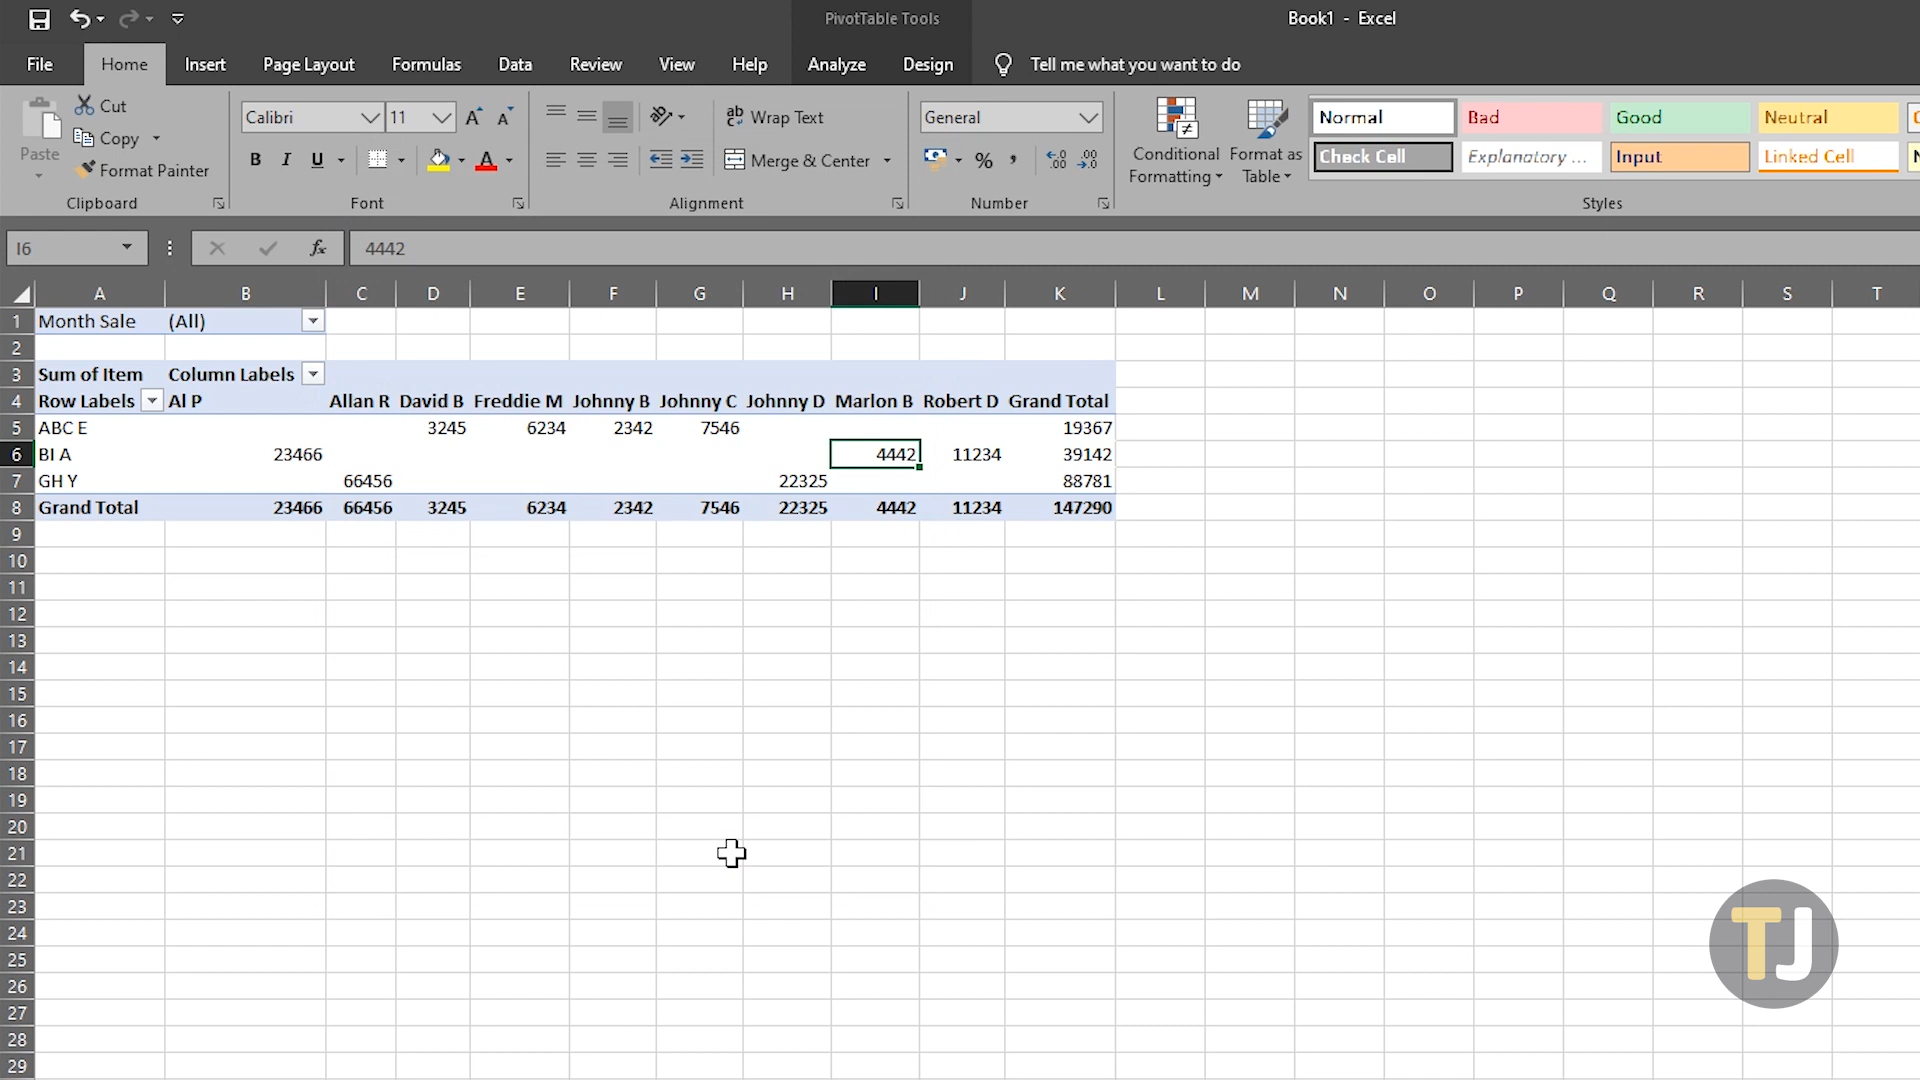 PivotTable Tools
Book1 - Excel
File Home Insert Page Layout Formulas Data Review View Help Analyze Design Tell me what you want to do
Paste
Cut
Copy
Format Painter
Clipboard
Calibri 11
B I U
Font
ab Wrap Text
Merge & Center
Alignment
General
% ,
Number
Conditional Formatting
Format as Table
Normal Bad Good Neutral
Check Cell Explanatory ... Input Linked Cell
Styles
I6 fx 4442
A B C D E F G H I J K L M N O P Q R S T
1 Month Sale (All)
2
3 Sum of Item Column Labels
4 Row Labels Al P Allan R David B Freddie M Johnny B Johnny C Johnny D Marlon B Robert D Grand Total
5 ABC E 3245 6234 2342 7546 19367
6 BI A 23466 4442 11234 39142
7 GH Y 66456 22325 88781
8 Grand Total 23466 66456 3245 6234 2342 7546 22325 4442 11234 147290
9
10
11
12
13
14
15
16
17
18
19
20
21
22
23
24
25
26
27
28
29
TJ